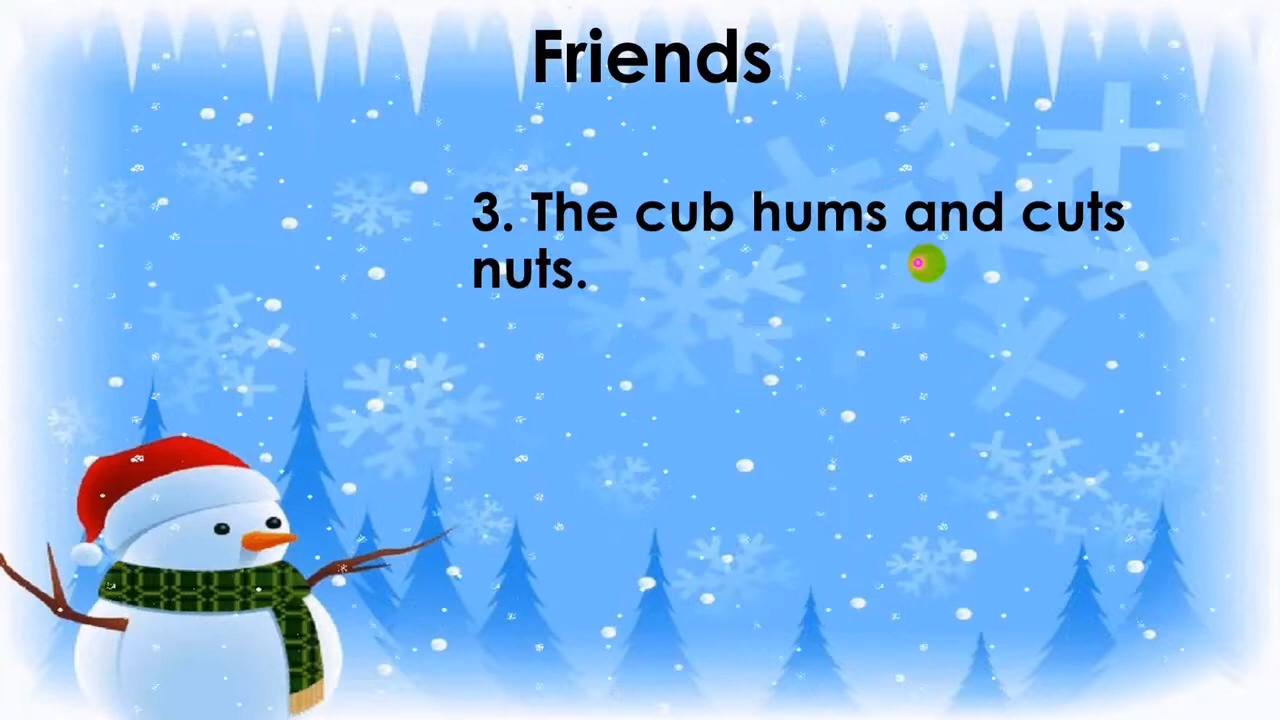 Friends
3. The cub hums and cuts
nuts.